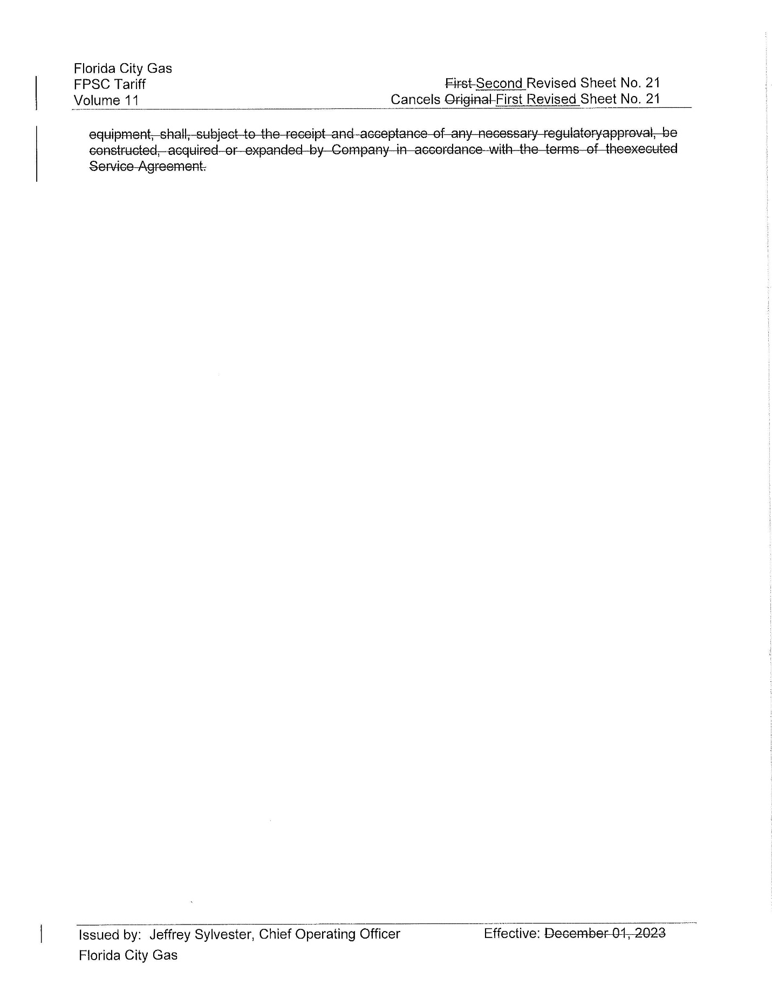 Florida City Gas
FPSC Tariff
First Second Revised Sheet No. 21
Volume 11
Cancels Original First Revised Sheet No. 21
equipment, shall, subject to the receipt and acceptance of any necessary regulatoryapproval, be
constructed, acquired or expanded by Company in accordance with the terms of theexecuted
Service Agreement.
Issued by: Jeffrey Sylvester, Chief Operating Officer
Effective: December 01, 2023
Florida City Gas